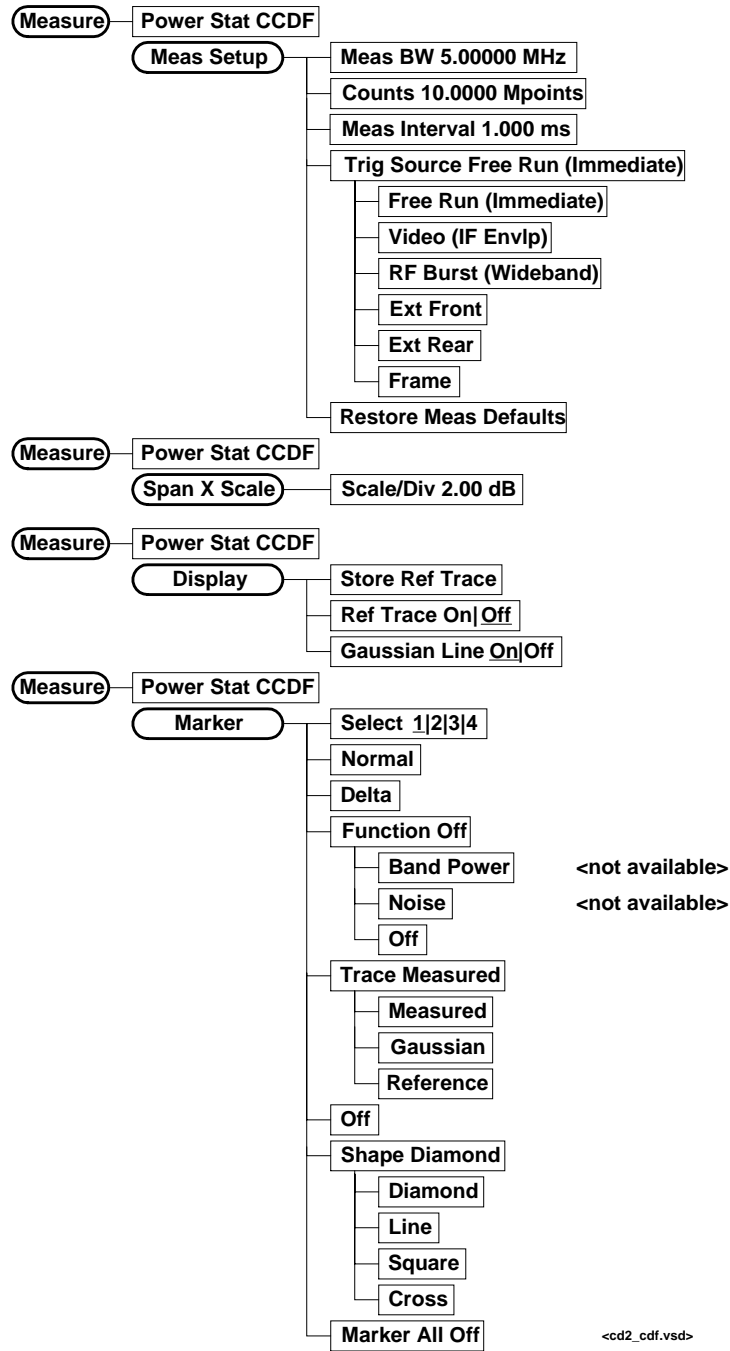 Measure Power Stat CCDF
Meas Setup Meas BW 5.00000 MHz
Counts 10.0000 Mpoints
Meas Interval 1.000 ms
Trig Source Free Run (Immediate)
Free Run (Immediate)
Video (IF Envlp)
RF Burst (Wideband)
Ext Front
Ext Rear
Frame
Restore Meas Defaults
Measure Power Stat CCDF
Span X Scale Scale/Div 2.00 dB
Measure Power Stat CCDF
Display Store Ref Trace
Ref Trace On|Off
Gaussian Line On|Off
Measure Power Stat CCDF
Marker Select 1|2|3|4
Normal
Delta
Function Off
Band Power <not available>
Noise <not available>
Off
Trace Measured
Measured
Gaussian
Reference
Off
Shape Diamond
Diamond
Line
Square
Cross
Marker All Off <cd2_cdf.vsd>